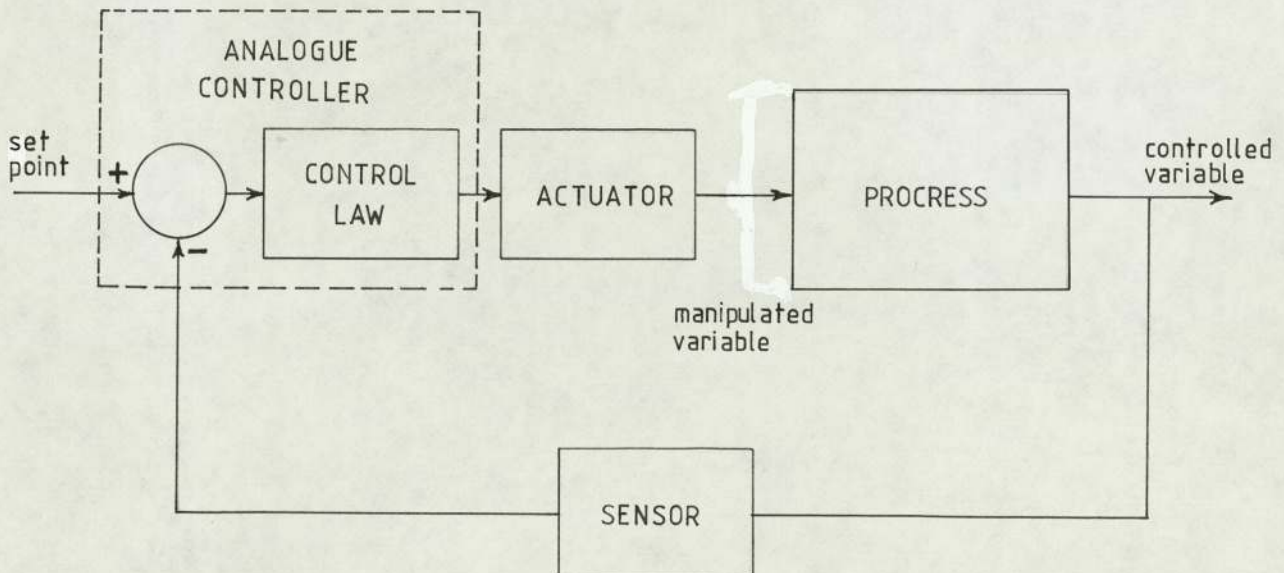 ANALOGUE
CONTROLLER
set
point
+
-
CONTROL
LAW
ACTUATOR
PROCRESS
controlled
variable
manipulated
variable
SENSOR